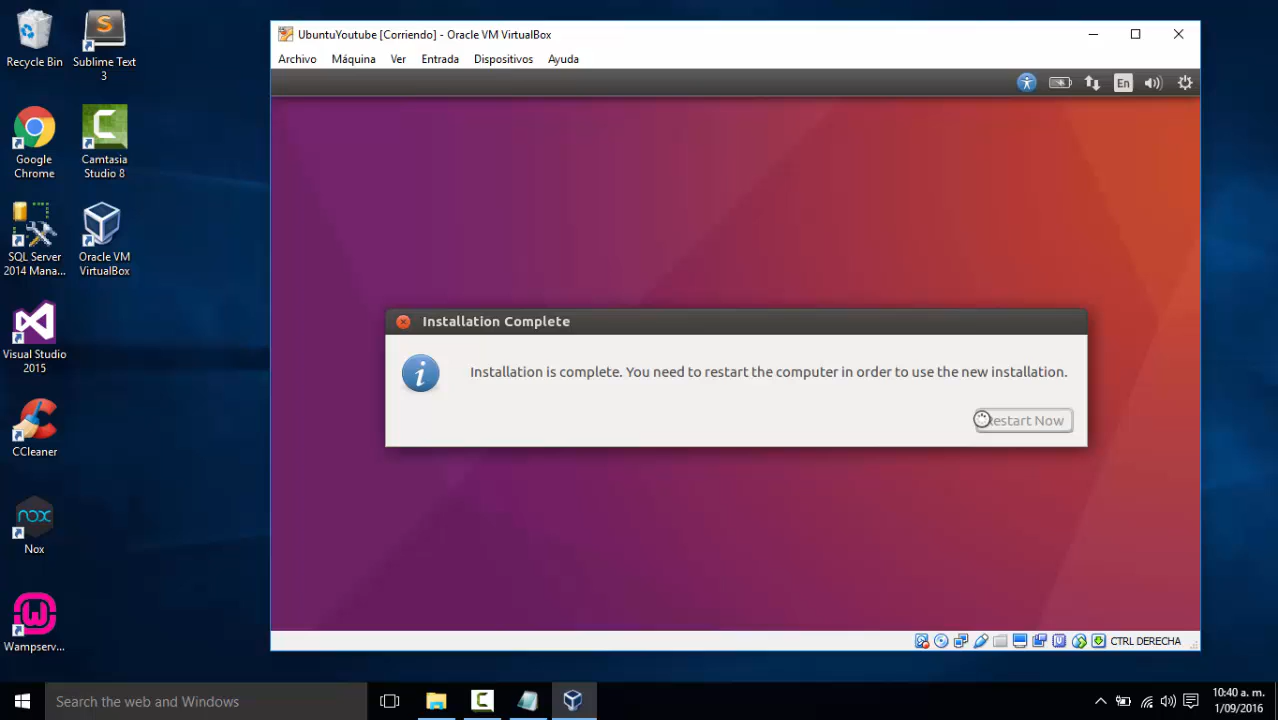 Recycle Bin
Sublime Text
3
Google
Chrome
Camtasia
Studio 8
SQL Server
2014 Mana...
Oracle VM
VirtualBox
Visual Studio
2015
CCleaner
nox
Nox
Wampserv...
UbuntuYoutube [Corriendo] - Oracle VM VirtualBox
Archivo Máquina Ver Entrada Dispositivos Ayuda
En
Installation Complete
Installation is complete. You need to restart the computer in order to use the new installation.
Restart Now
CTRL DERECHA
Search the web and Windows
10:40 a. m.
1/09/2016